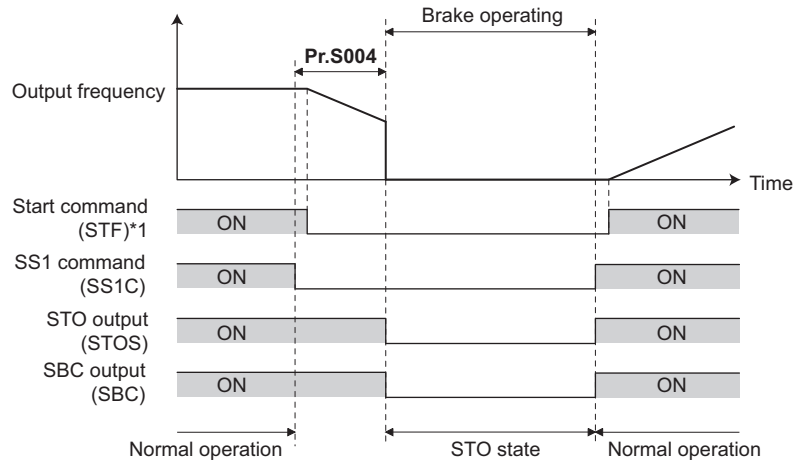 Brake operating
Pr.S004
Output frequency
Time
Start command
(STF)*1
ON
ON
SS1 command
(SS1C)
ON
ON
STO output
(STOS)
ON
ON
SBC output
(SBC)
ON
ON
Normal operation
STO state
Normal operation